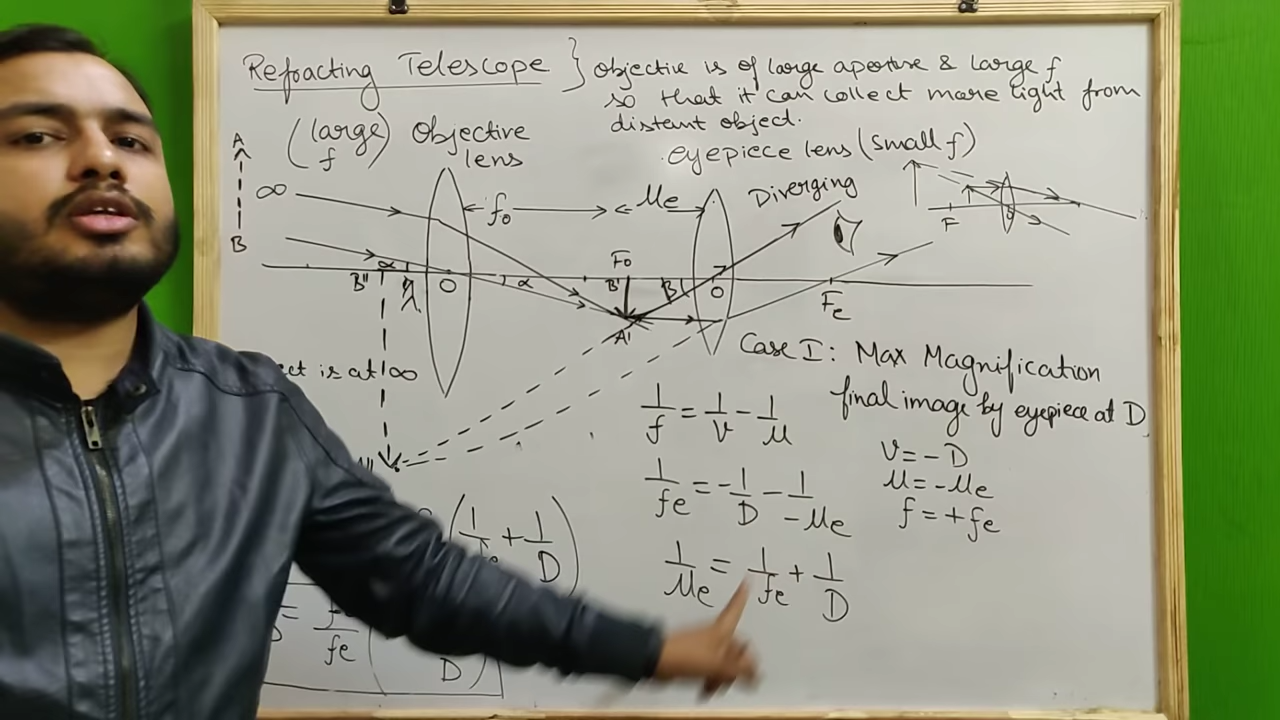 Refracting Telescope } objective is of large aperture & large f
so that it can collect more light from
distant object.
(large f) Objective lens
eyepiece lens (small f)
A
B
∞
fo
Ue
Diverging
F
α
B''
O
α
Fo
B'
β
O
Fe
A'
ect is at ∞
Case I: Max Magnification
final image by eyepiece at D
1/f = 1/v - 1/u
v = -D
u = -ue
f = +fe
1/fe = -1/D - 1/-ue
1/ue = 1/fe + 1/D
+ 1/D)
= fe
D